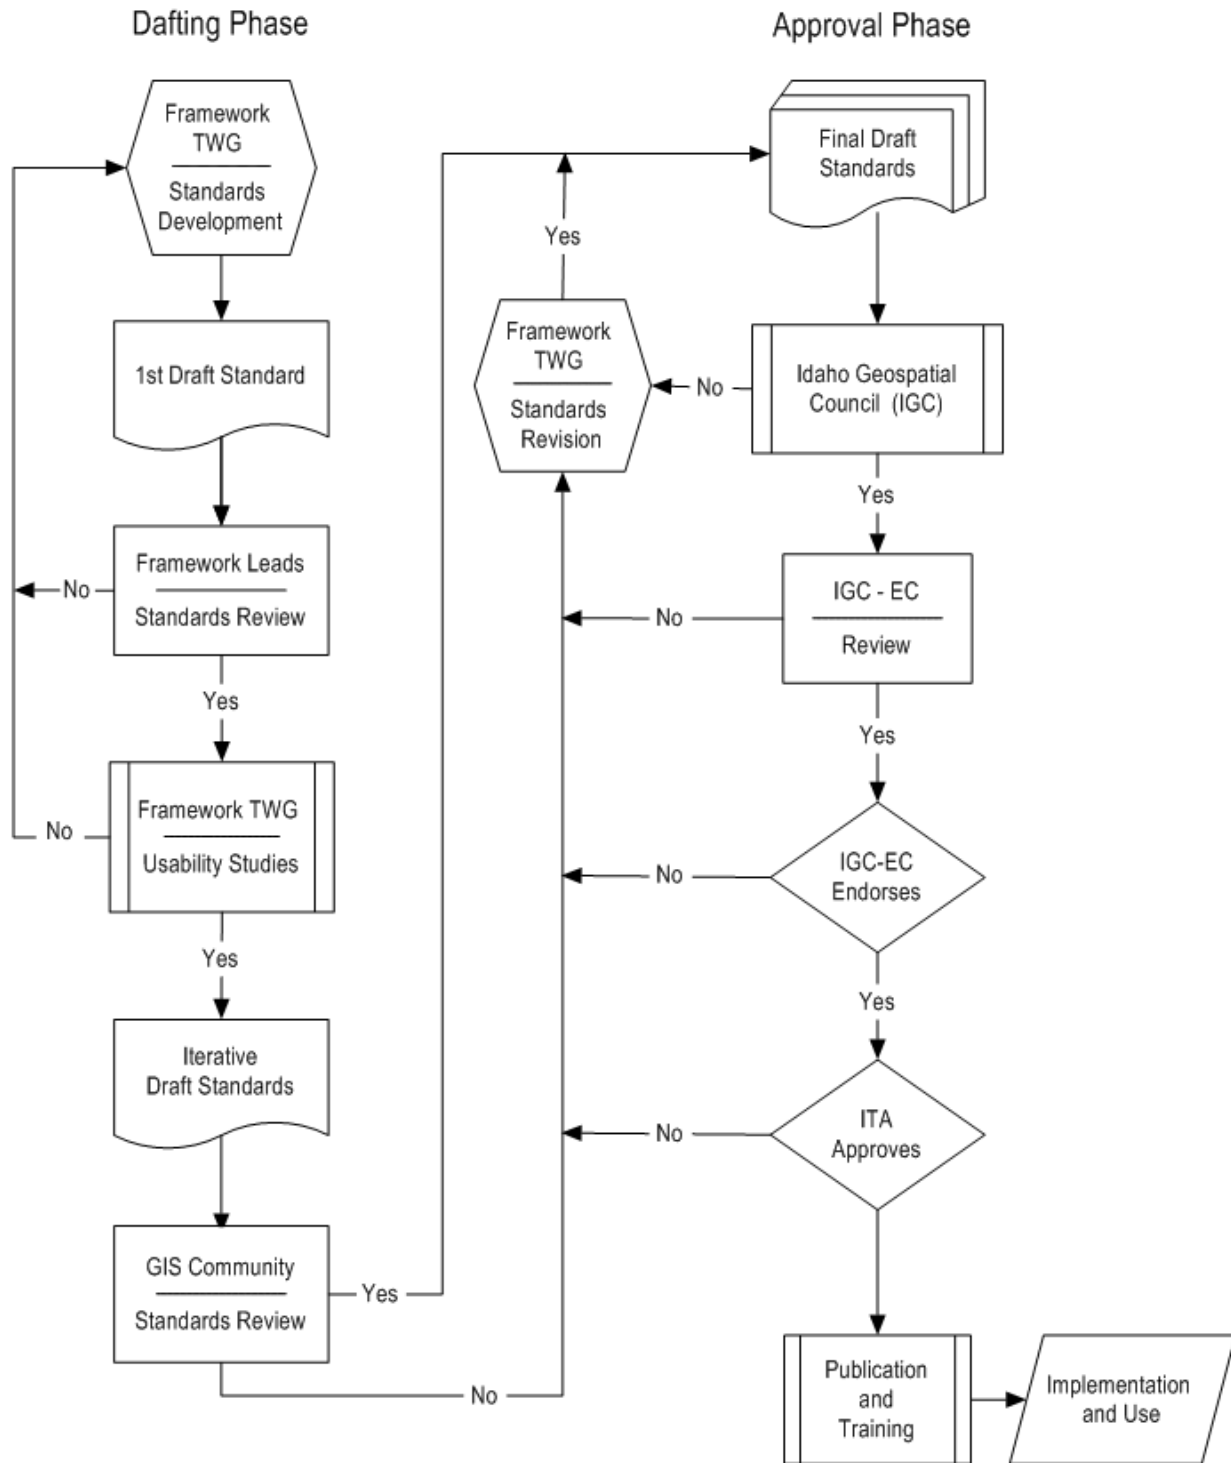 Dafting Phase
Framework
TWG
Standards
Development
1st Draft Standard
Framework Leads
Standards Review
No
Yes
Framework TWG
Usability Studies
No
Yes
Iterative
Draft Standards
GIS Community
Standards Review
Yes
No
Approval Phase
Final Draft
Standards
Yes
Framework
TWG
Standards
Revision
No
Idaho Geospatial
Council (IGC)
Yes
IGC - EC
Review
No
Yes
IGC-EC
Endorses
No
Yes
ITA
Approves
No
Publication
and
Training
Implementation
and Use